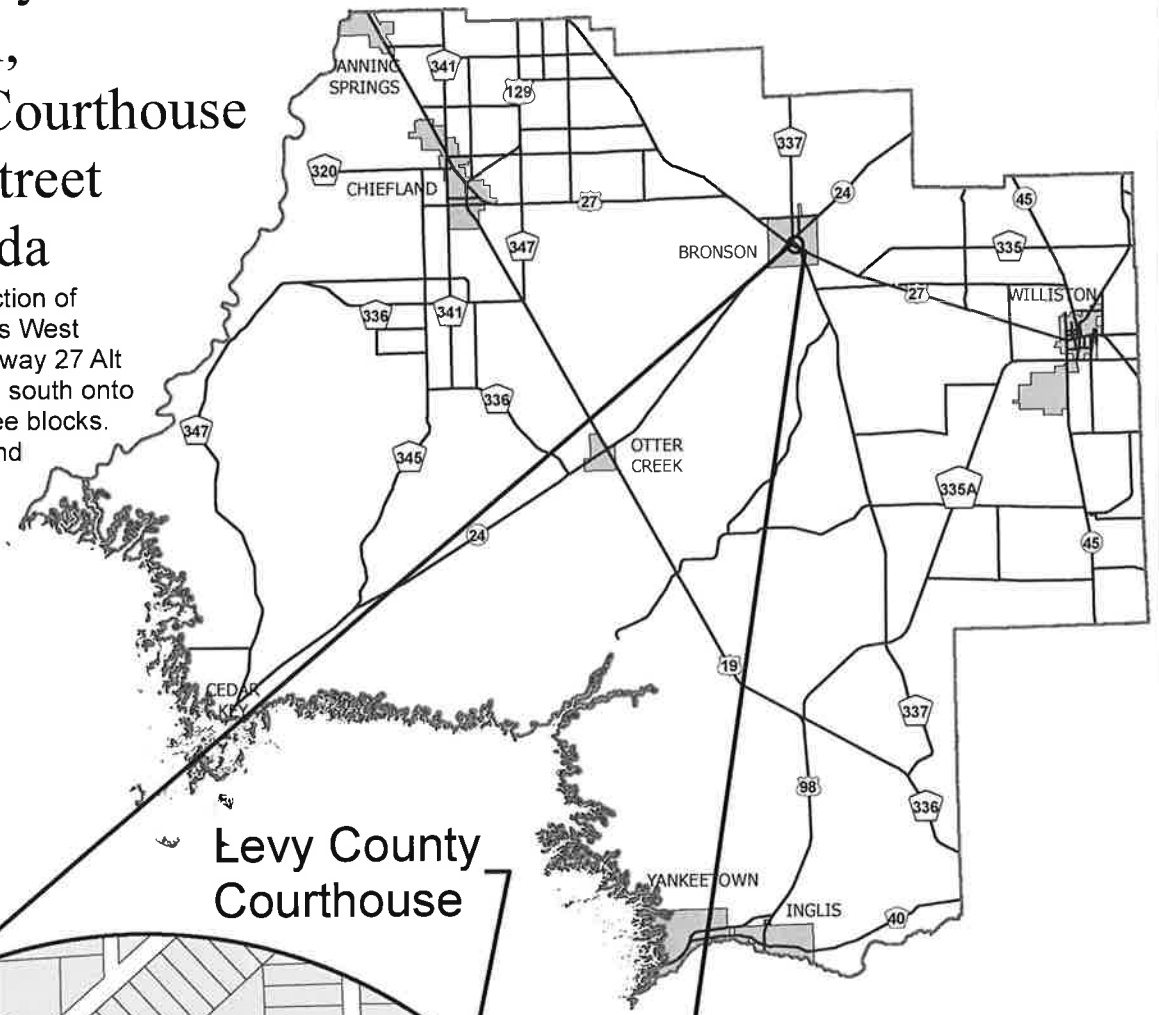 Courthouse
treet
da
ction of
s West
way 27 Alt
south onto
ee blocks.
nd
ANNING
SPRINGS
341
129
337
320
CHIEFLAND
27
24
45
347
BRONSON
335
336
341
27
WILLISTON
336
347
345
OTTER
CREEK
335A
24
45
19
CEDAR
KEY
337
98
336
Levy County
Courthouse
YANKEETOWN
INGLIS
40